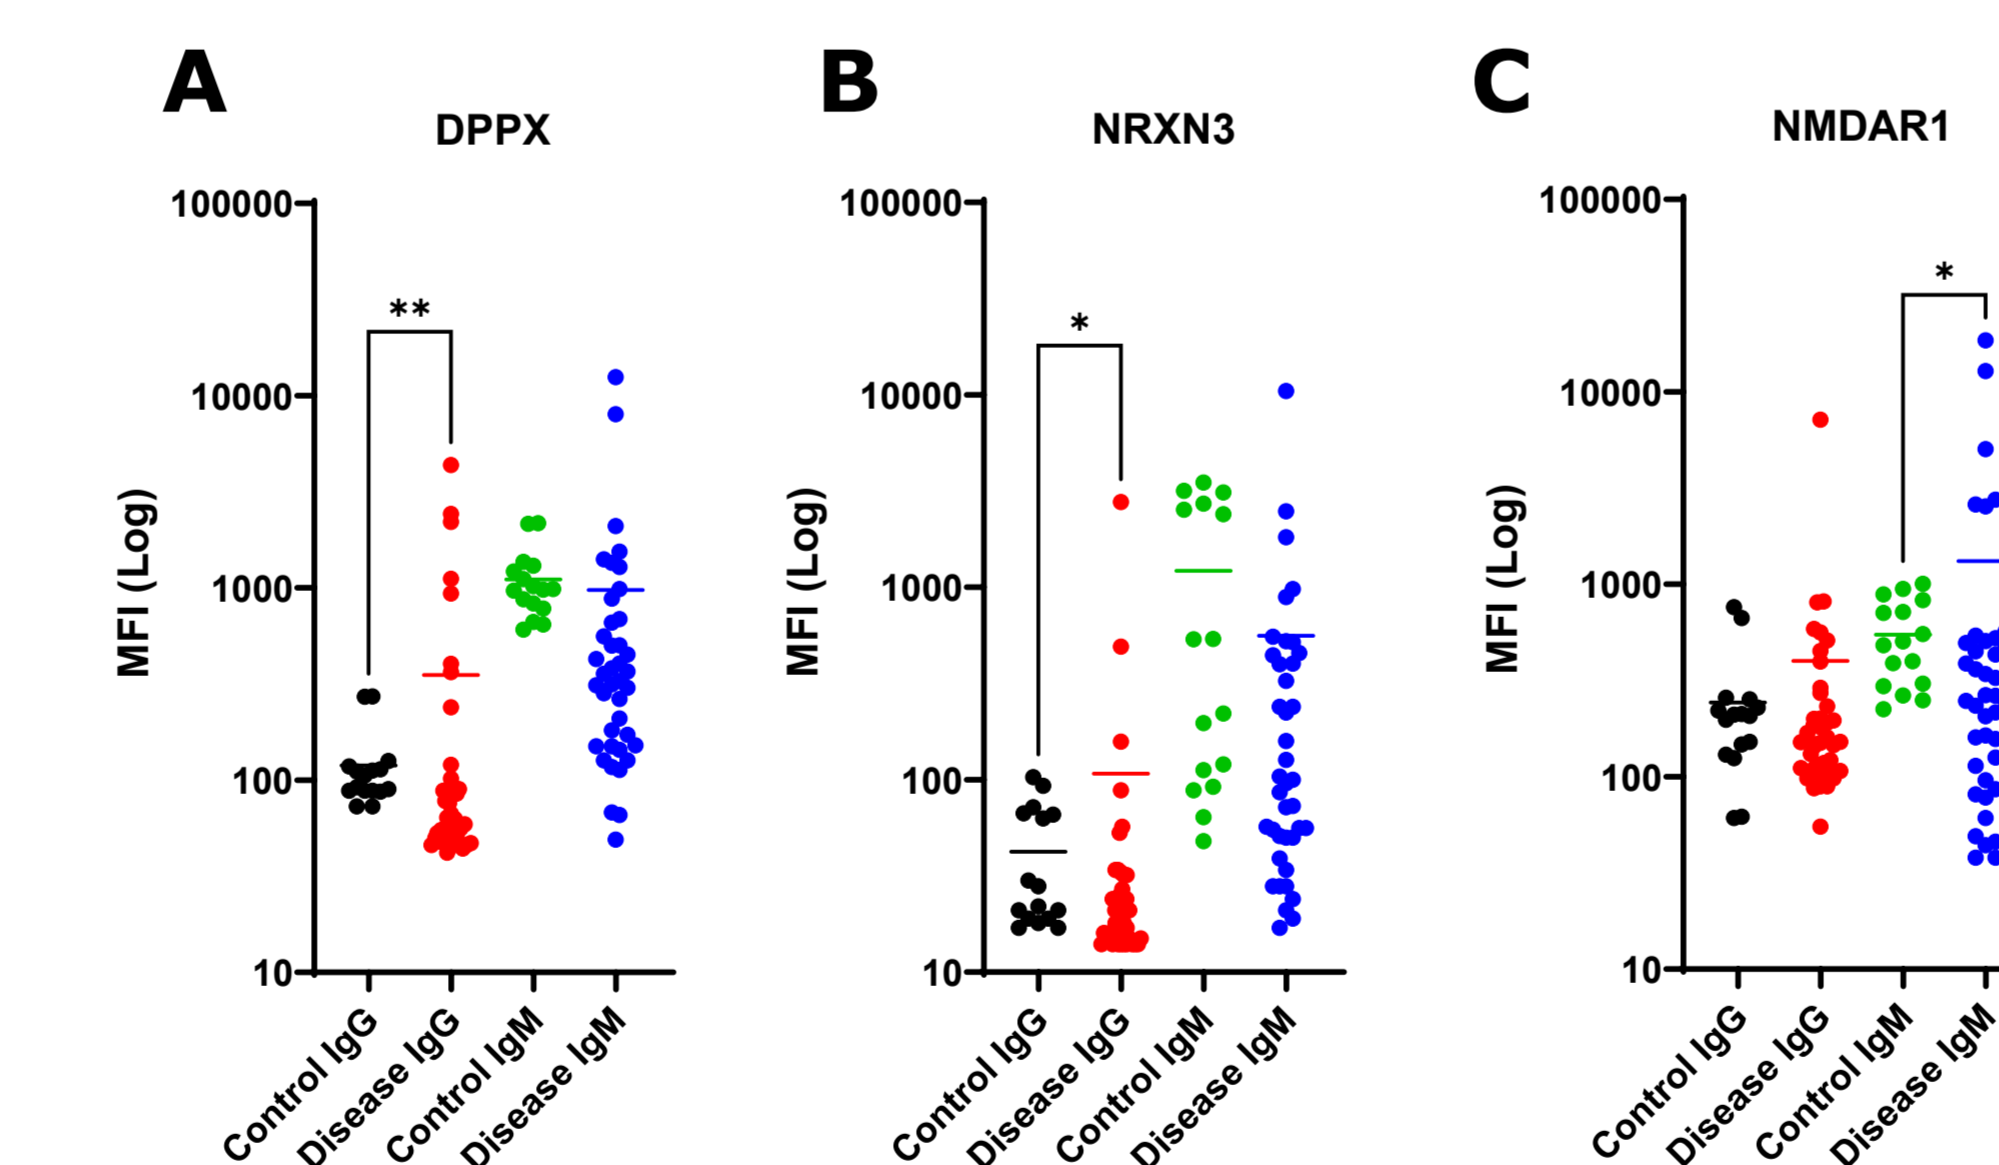 A
DPPX
100000
**
10000
1000
100
10
MFI (Log)
Control IgG
Disease IgG
Control IgM
Disease IgM
B
NRXN3
100000
*
10000
1000
100
10
MFI (Log)
Control IgG
Disease IgG
Control IgM
Disease IgM
C
NMDAR1
100000
*
10000
1000
100
10
MFI (Log)
Control IgG
Disease IgG
Control IgM
Disease IgM